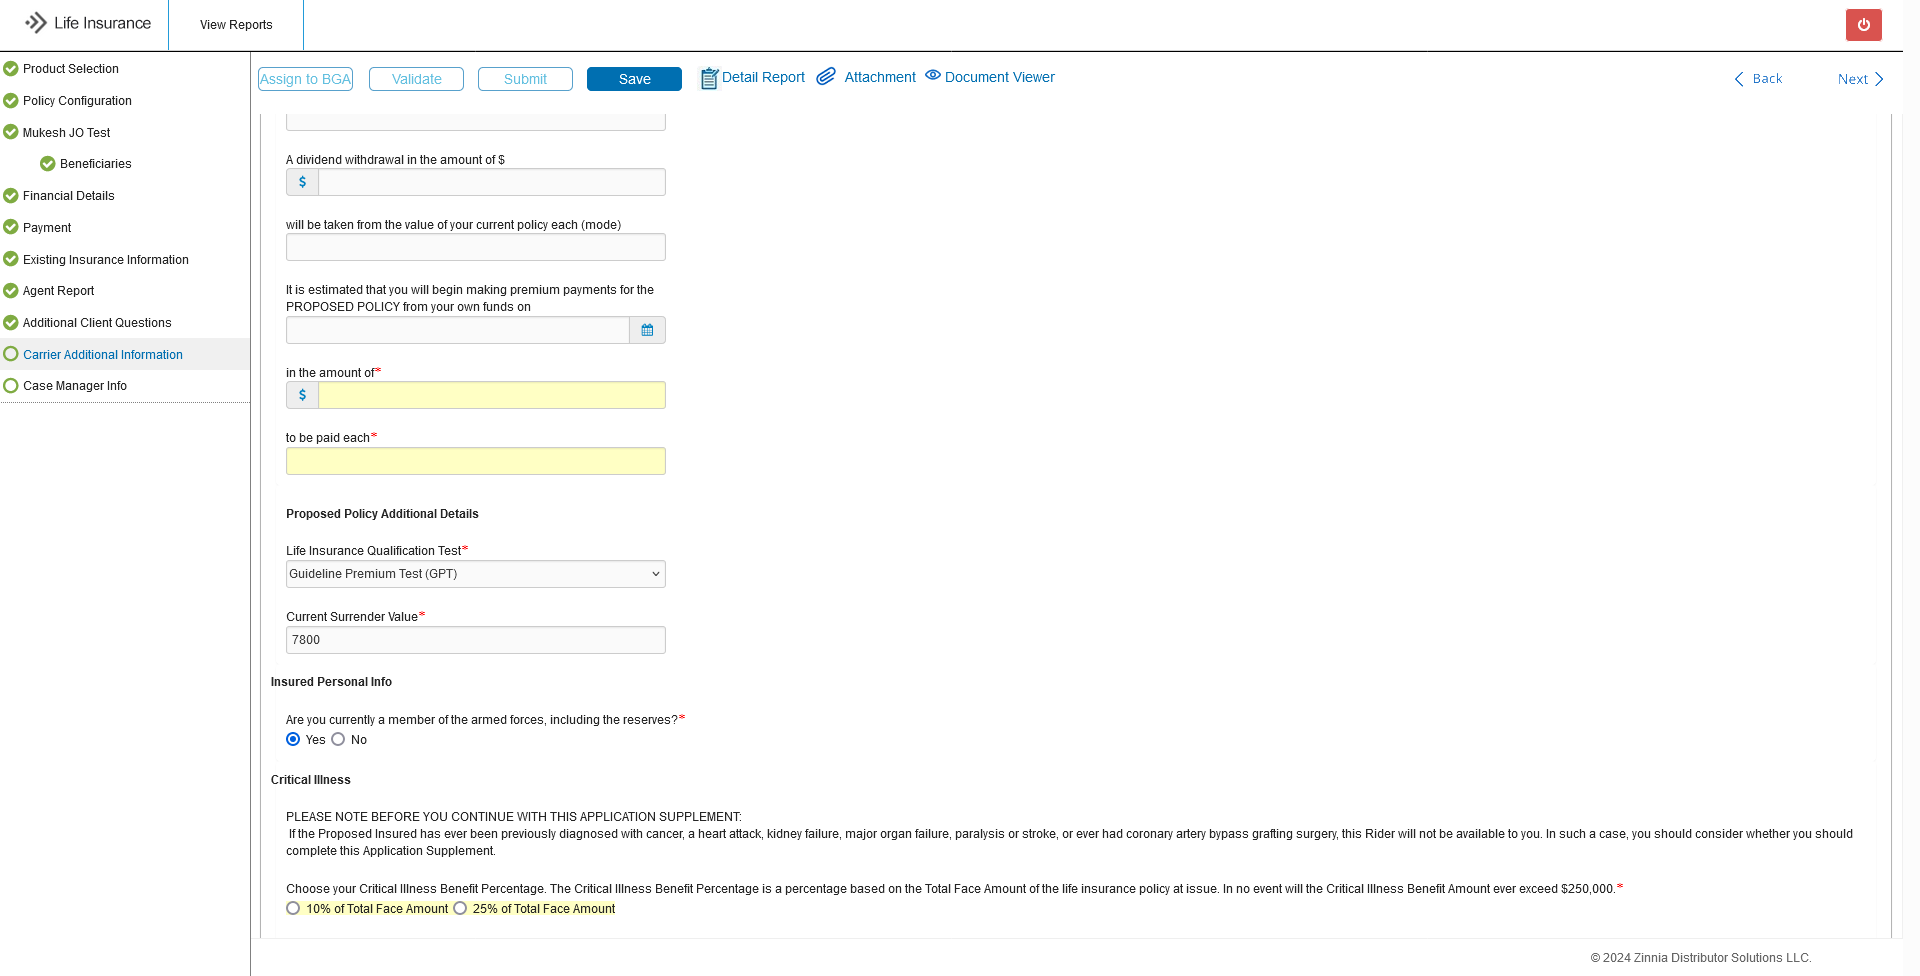 Life Insurance
View Reports
Product Selection
Policy Configuration
Mukesh JO Test
Beneficiaries
Financial Details
Payment
Existing Insurance Information
Agent Report
Additional Client Questions
Carrier Additional Information
Case Manager Info
Assign to BGA
Validate
Submit
Save
Detail Report
Attachment
Document Viewer
Back
Next
A dividend withdrawal in the amount of $
$
will be taken from the value of your current policy each (mode)
It is estimated that you will begin making premium payments for the
PROPOSED POLICY from your own funds on
in the amount of*
$
to be paid each*
Proposed Policy Additional Details
Life Insurance Qualification Test*
Guideline Premium Test (GPT)
Current Surrender Value*
7800
Insured Personal Info
Are you currently a member of the armed forces, including the reserves?*
Yes No
Critical Illness
PLEASE NOTE BEFORE YOU CONTINUE WITH THIS APPLICATION SUPPLEMENT:
If the Proposed Insured has ever been previously diagnosed with cancer, a heart attack, kidney failure, major organ failure, paralysis or stroke, or ever had coronary artery bypass grafting surgery, this Rider will not be available to you. In such a case, you should consider whether you should
complete this Application Supplement.
Choose your Critical Illness Benefit Percentage. The Critical Illness Benefit Percentage is a percentage based on the Total Face Amount of the life insurance policy at issue. In no event will the Critical Illness Benefit Amount ever exceed $250,000.*
10% of Total Face Amount 25% of Total Face Amount
© 2024 Zinnia Distributor Solutions LLC.